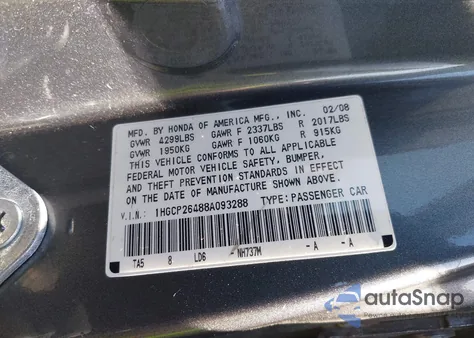 MFD. BY HONDA OF AMERICA MFG., INC. 02/08
GVWR 4299LBS GAWR F 2337LBS R 2017LBS
GVWR 1950KG GAWR F 1060KG R 915KG
THIS VEHICLE CONFORMS TO ALL APPLICABLE
FEDERAL MOTOR VEHICLE SAFETY, BUMPER,
AND THEFT PREVENTION STANDARDS IN EFFECT
ON THE DATE OF MANUFACTURE SHOWN ABOVE.
V.I.N.: 1HGCP26488A093288 TYPE:PASSENGER CAR
TA5 8 LD6 - NH737M -A -A
autaSnap